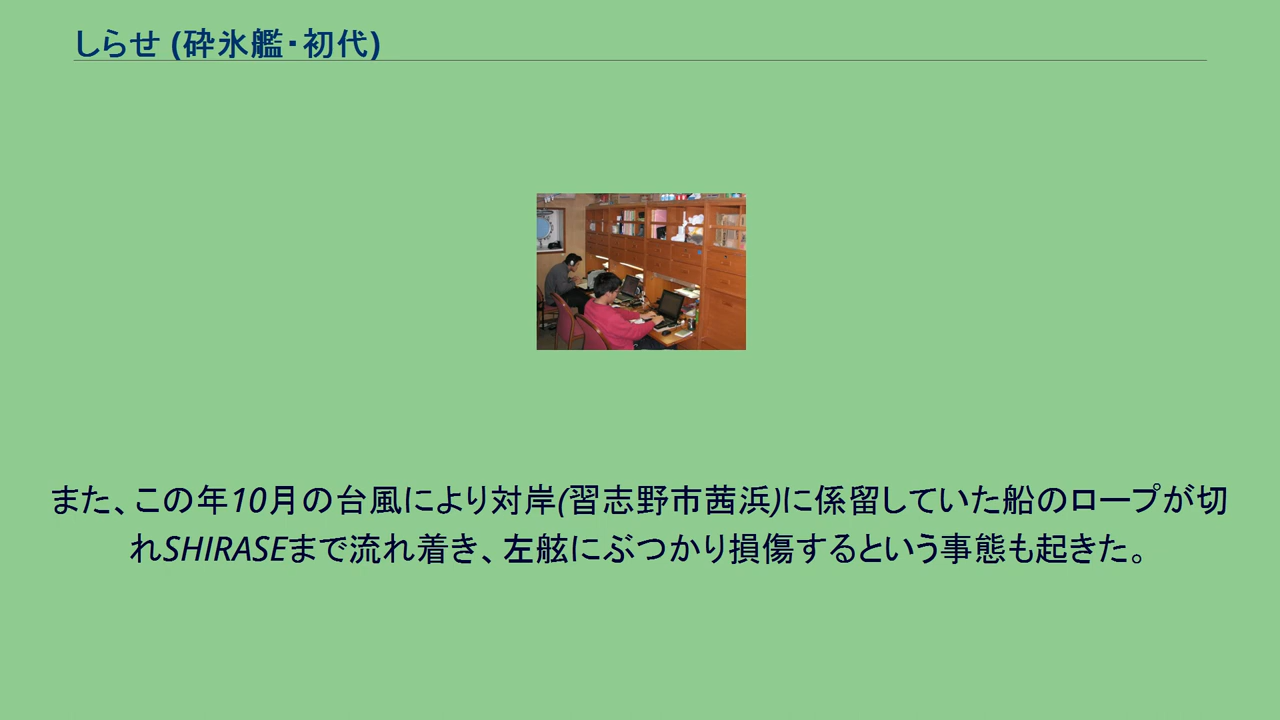 しらせ (砕氷艦・初代)
また、この年10月の台風により対岸(習志野市茜浜)に係留していた船のロープが切
れSHIRASEまで流れ着き、左舷にぶつかり損傷するという事態も起きた。